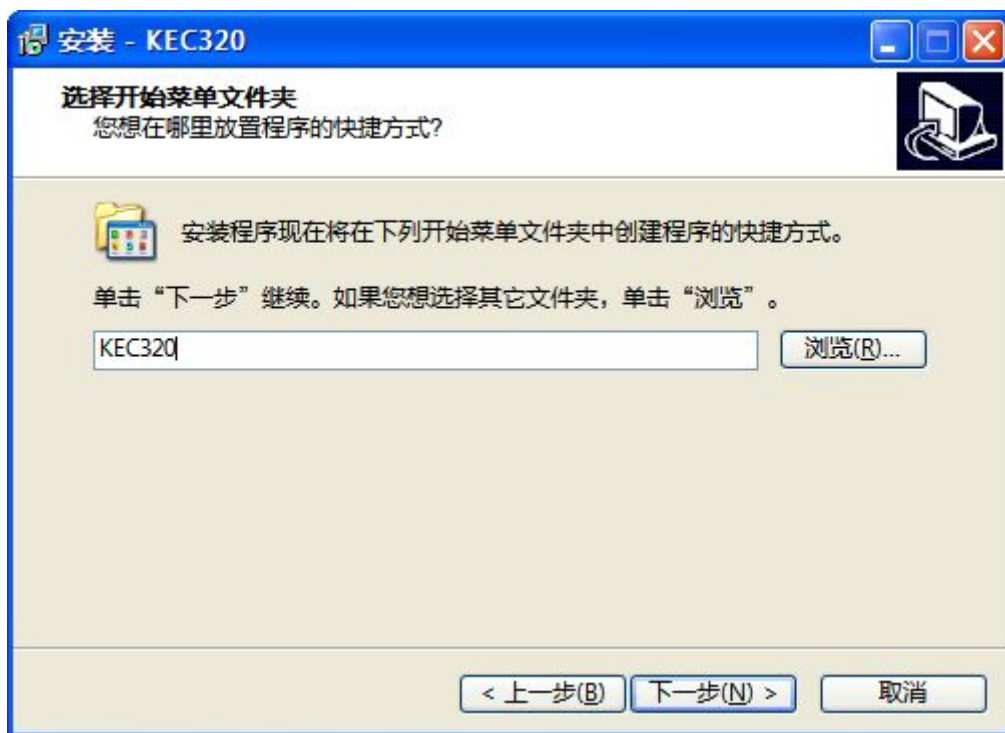 安装 - KEC320
选择开始菜单文件夹
您想在哪里放置程序的快捷方式?
安装程序现在将在下列开始菜单文件夹中创建程序的快捷方式。
单击“下一步”继续。如果您想选择其它文件夹，单击“浏览”。
KEC320
浏览(R)...
< 上一步(B)
下一步(N) >
取消